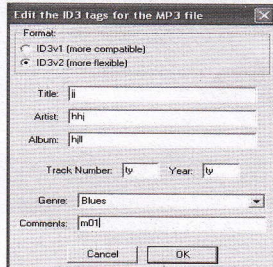 Edit the ID3 tags for the MP3 file
Format:
ID3v1 (more compatible)
ID3v2 (more flexible)
Title: jj
Artist: hhj
Album: hjll
Track Number: ty Year: ty
Genre: Blues
Comments: m01
Cancel OK